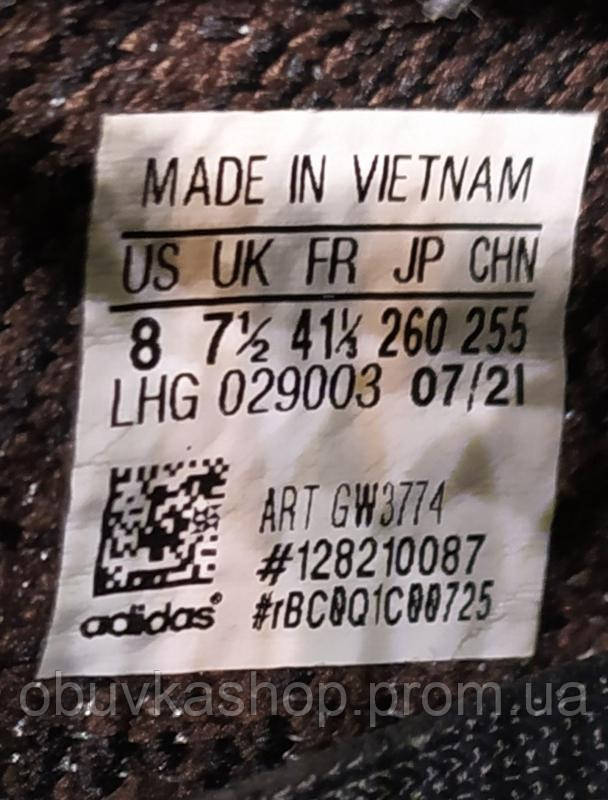 MADE IN VIETNAM
US UK FR JP CHN
8 7½ 41⅓ 260 255
LHG 029003 07/21
ART GW3774
#128210087
#rBC0Q1C00725
adidas®
obuvkashop.prom.ua